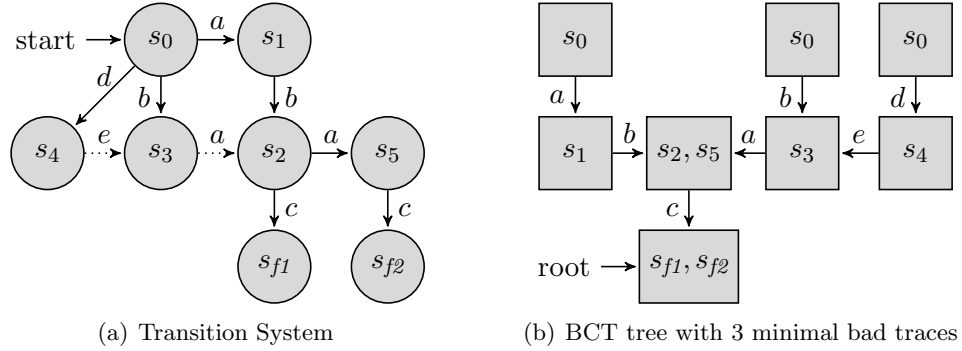 start s0 a s1 s0 s0 s0
d b b a b d
s4 e s3 a s2 a s5 s1 b s2, s5 a s3 e s4
c c c
sf1 sf2 root sf1, sf2
(a) Transition System (b) BCT tree with 3 minimal bad traces